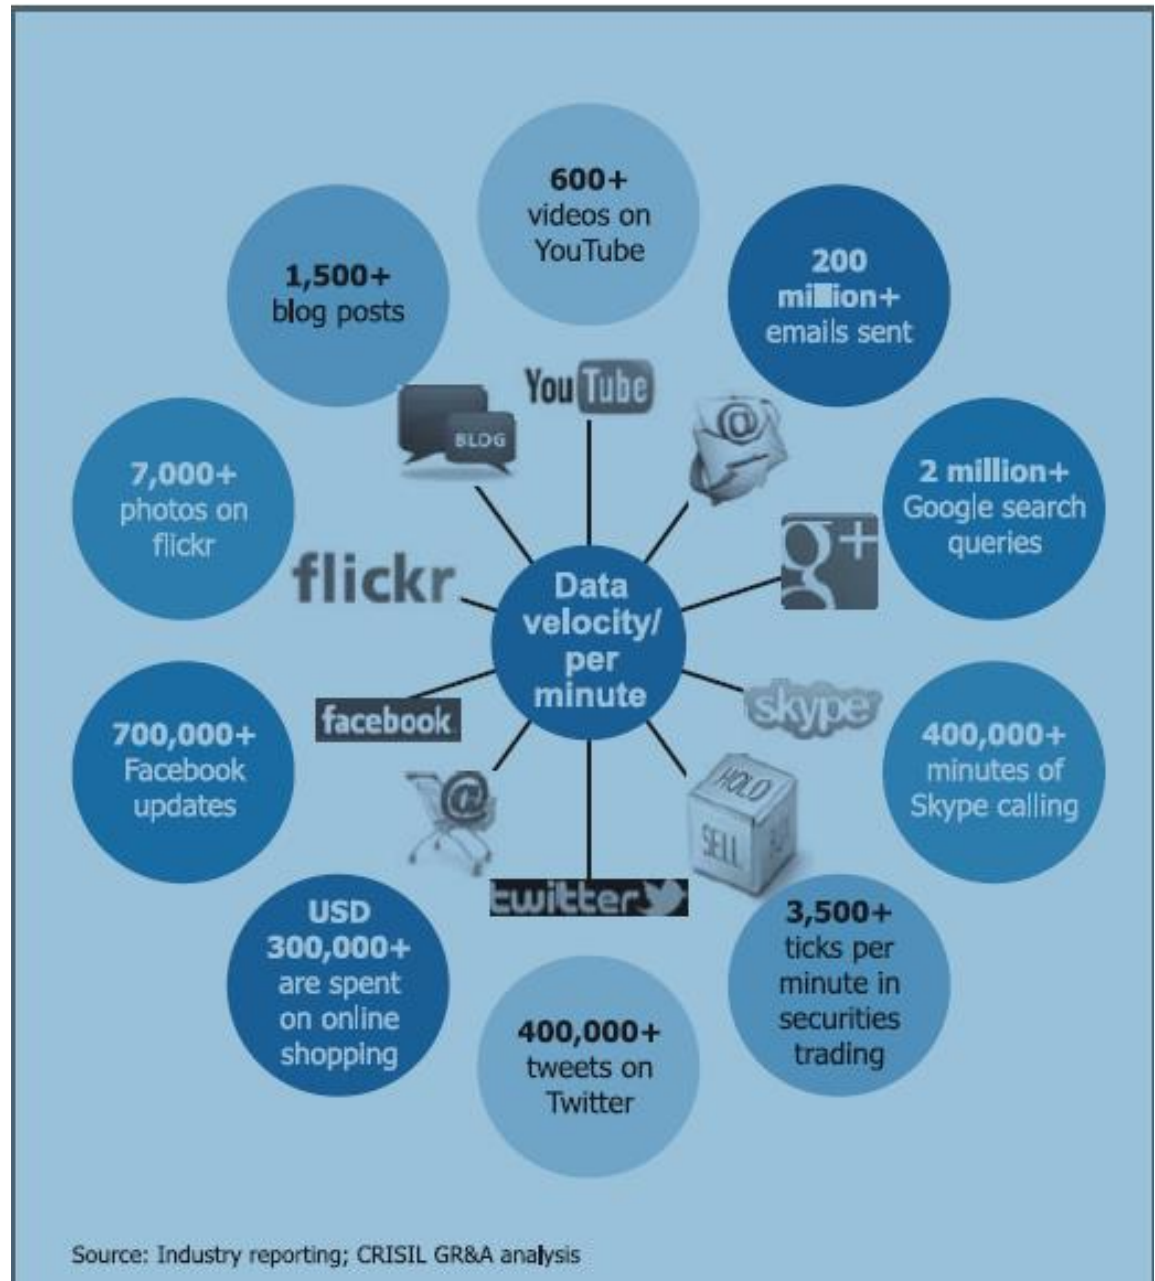 600+
videos on
YouTube
200
million+
emails sent
2 million+
Google search
queries
400,000+
minutes of
Skype calling
3,500+
ticks per
minute in
securities
trading
400,000+
tweets on
Twitter
USD
300,000+
are spent
on online
shopping
700,000+
Facebook
updates
7,000+
photos on
flickr
1,500+
blog posts
YouTube
@
g+
skype
HOLD
SELL
twitter
@
facebook
flickr
BLOG
Data
velocity/
per
minute
Source: Industry reporting; CRISIL GR&A analysis